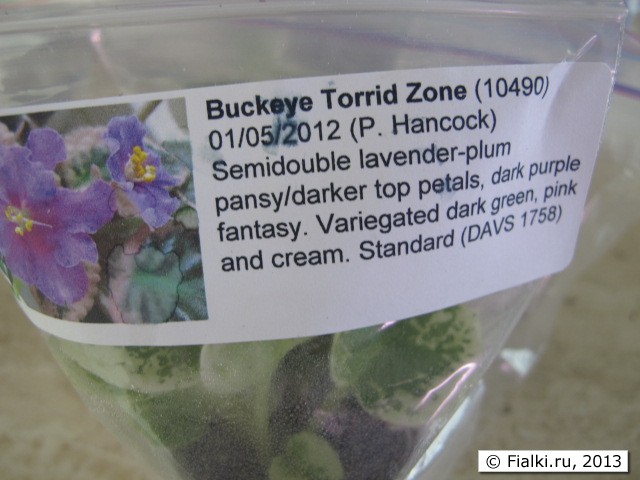 Buckeye Torrid Zone (10490)
01/05/2012 (P. Hancock)
Semidouble lavender-plum
pansy/darker top petals, dark purple
fantasy. Variegated dark green, pink
and cream. Standard (DAVS 1758)
© Fialki.ru, 2013